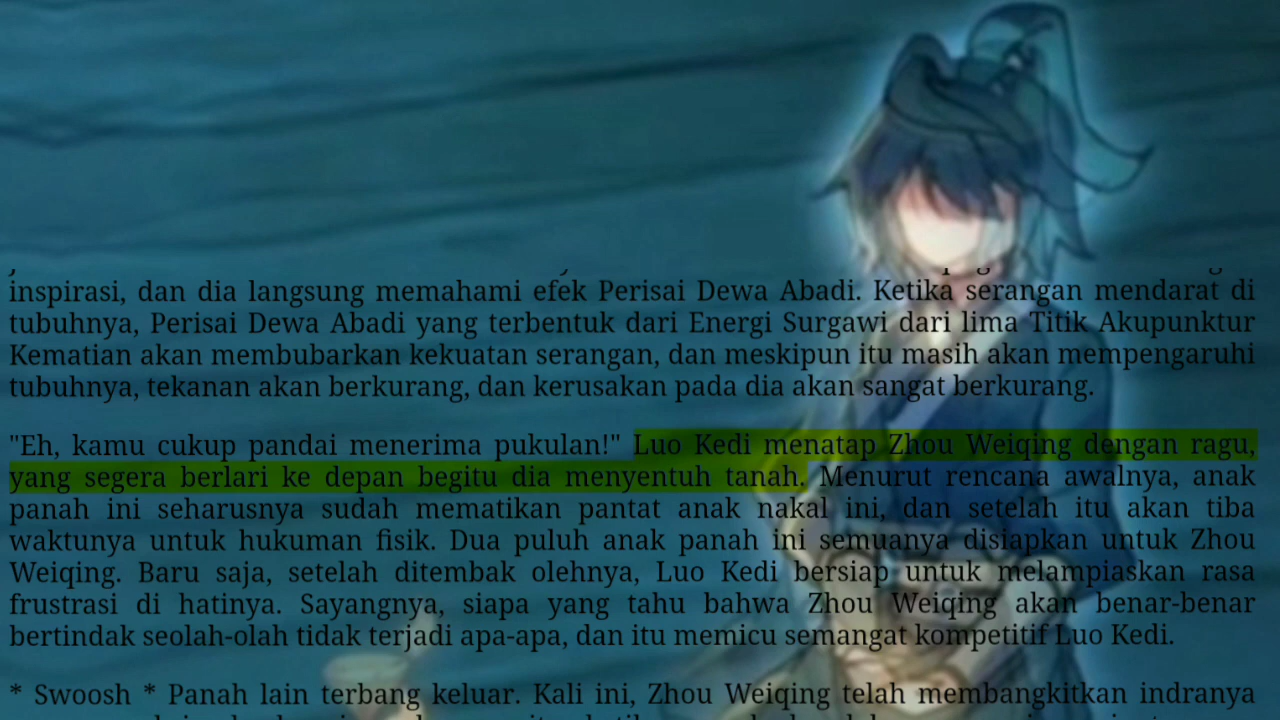 inspirasi, dan dia langsung memahami efek Perisai Dewa Abadi. Ketika serangan mendarat di
tubuhnya, Perisai Dewa Abadi yang terbentuk dari Energi Surgawi dari lima Titik Akupunktur
Kematian akan membubarkan kekuatan serangan, dan meskipun itu masih akan mempengaruhi
tubuhnya, tekanan akan berkurang, dan kerusakan pada dia akan sangat berkurang.
"Eh, kamu cukup pandai menerima pukulan!" Luo Kedi menatap Zhou Weiqing dengan ragu,
yang segera berlari ke depan begitu dia menyentuh tanah. Menurut rencana awalnya, anak
panah ini seharusnya sudah mematikan pantat anak nakal ini, dan setelah itu akan tiba
waktunya untuk hukuman fisik. Dua puluh anak panah ini semuanya disiapkan untuk Zhou
Weiqing. Baru saja, setelah ditembak olehnya, Luo Kedi bersiap untuk melampiaskan rasa
frustrasi di hatinya. Sayangnya, siapa yang tahu bahwa Zhou Weiqing akan benar-benar
bertindak seolah-olah tidak terjadi apa-apa, dan itu memicu semangat kompetitif Luo Kedi.
* Swoosh * Panah lain terbang keluar. Kali ini, Zhou Weiqing telah membangkitkan indranya